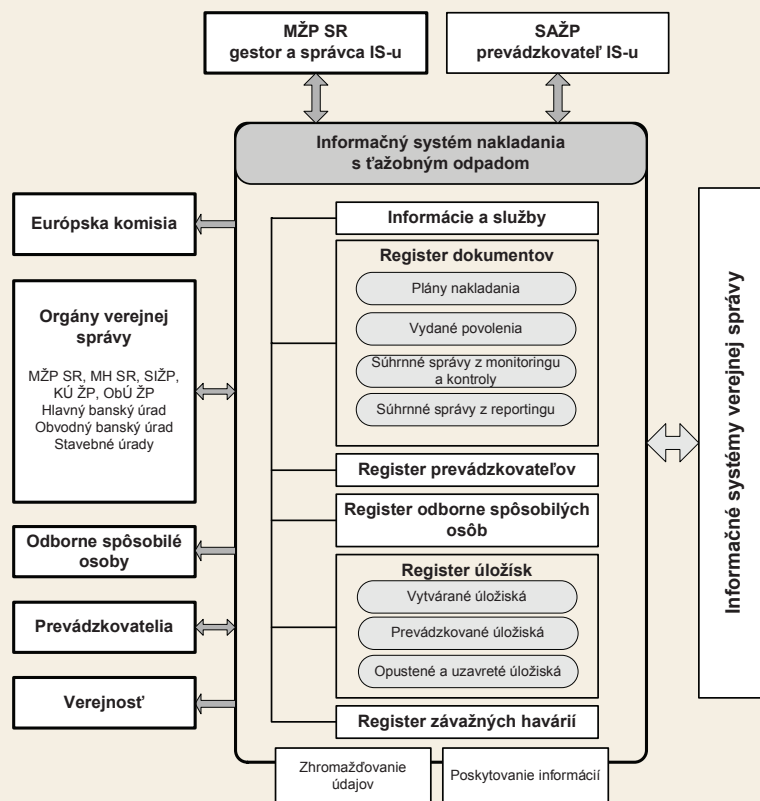 MŽP SR
gestor a správca IS-u
SAŽP
prevádzkovateľ IS-u
Informačný systém nakladania
s ťažobným odpadom
Európska komisia
Orgány verejnej
správy
MŽP SR, MH SR, SIŽP,
KÚ ŽP, ObÚ ŽP
Hlavný banský úrad
Obvodný banský úrad
Stavebné úrady
Odborne spôsobilé
osoby
Prevádzkovatelia
Verejnosť
Informácie a služby
Register dokumentov
Plány nakladania
Vydané povolenia
Súhrnné správy z monitoringu
a kontroly
Súhrnné správy z reportingu
Register prevádzkovateľov
Register odborne spôsobilých
osôb
Register úložísk
Vytvárané úložiská
Prevádzkované úložiská
Opustené a uzavreté úložiská
Register závažných havárií
Zhromažďovanie
údajov
Poskytovanie informácií
Informačné systémy verejnej správy